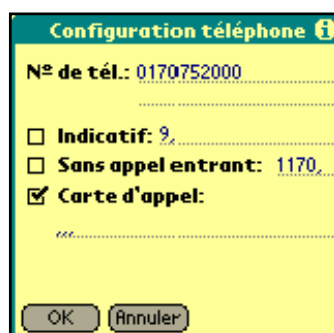 Configuration téléphone
Nº de tél.: 0170752000
Indicatif: 9,
Sans appel entrant: 1170,
Carte d'appel:
,,,
OK Annuler